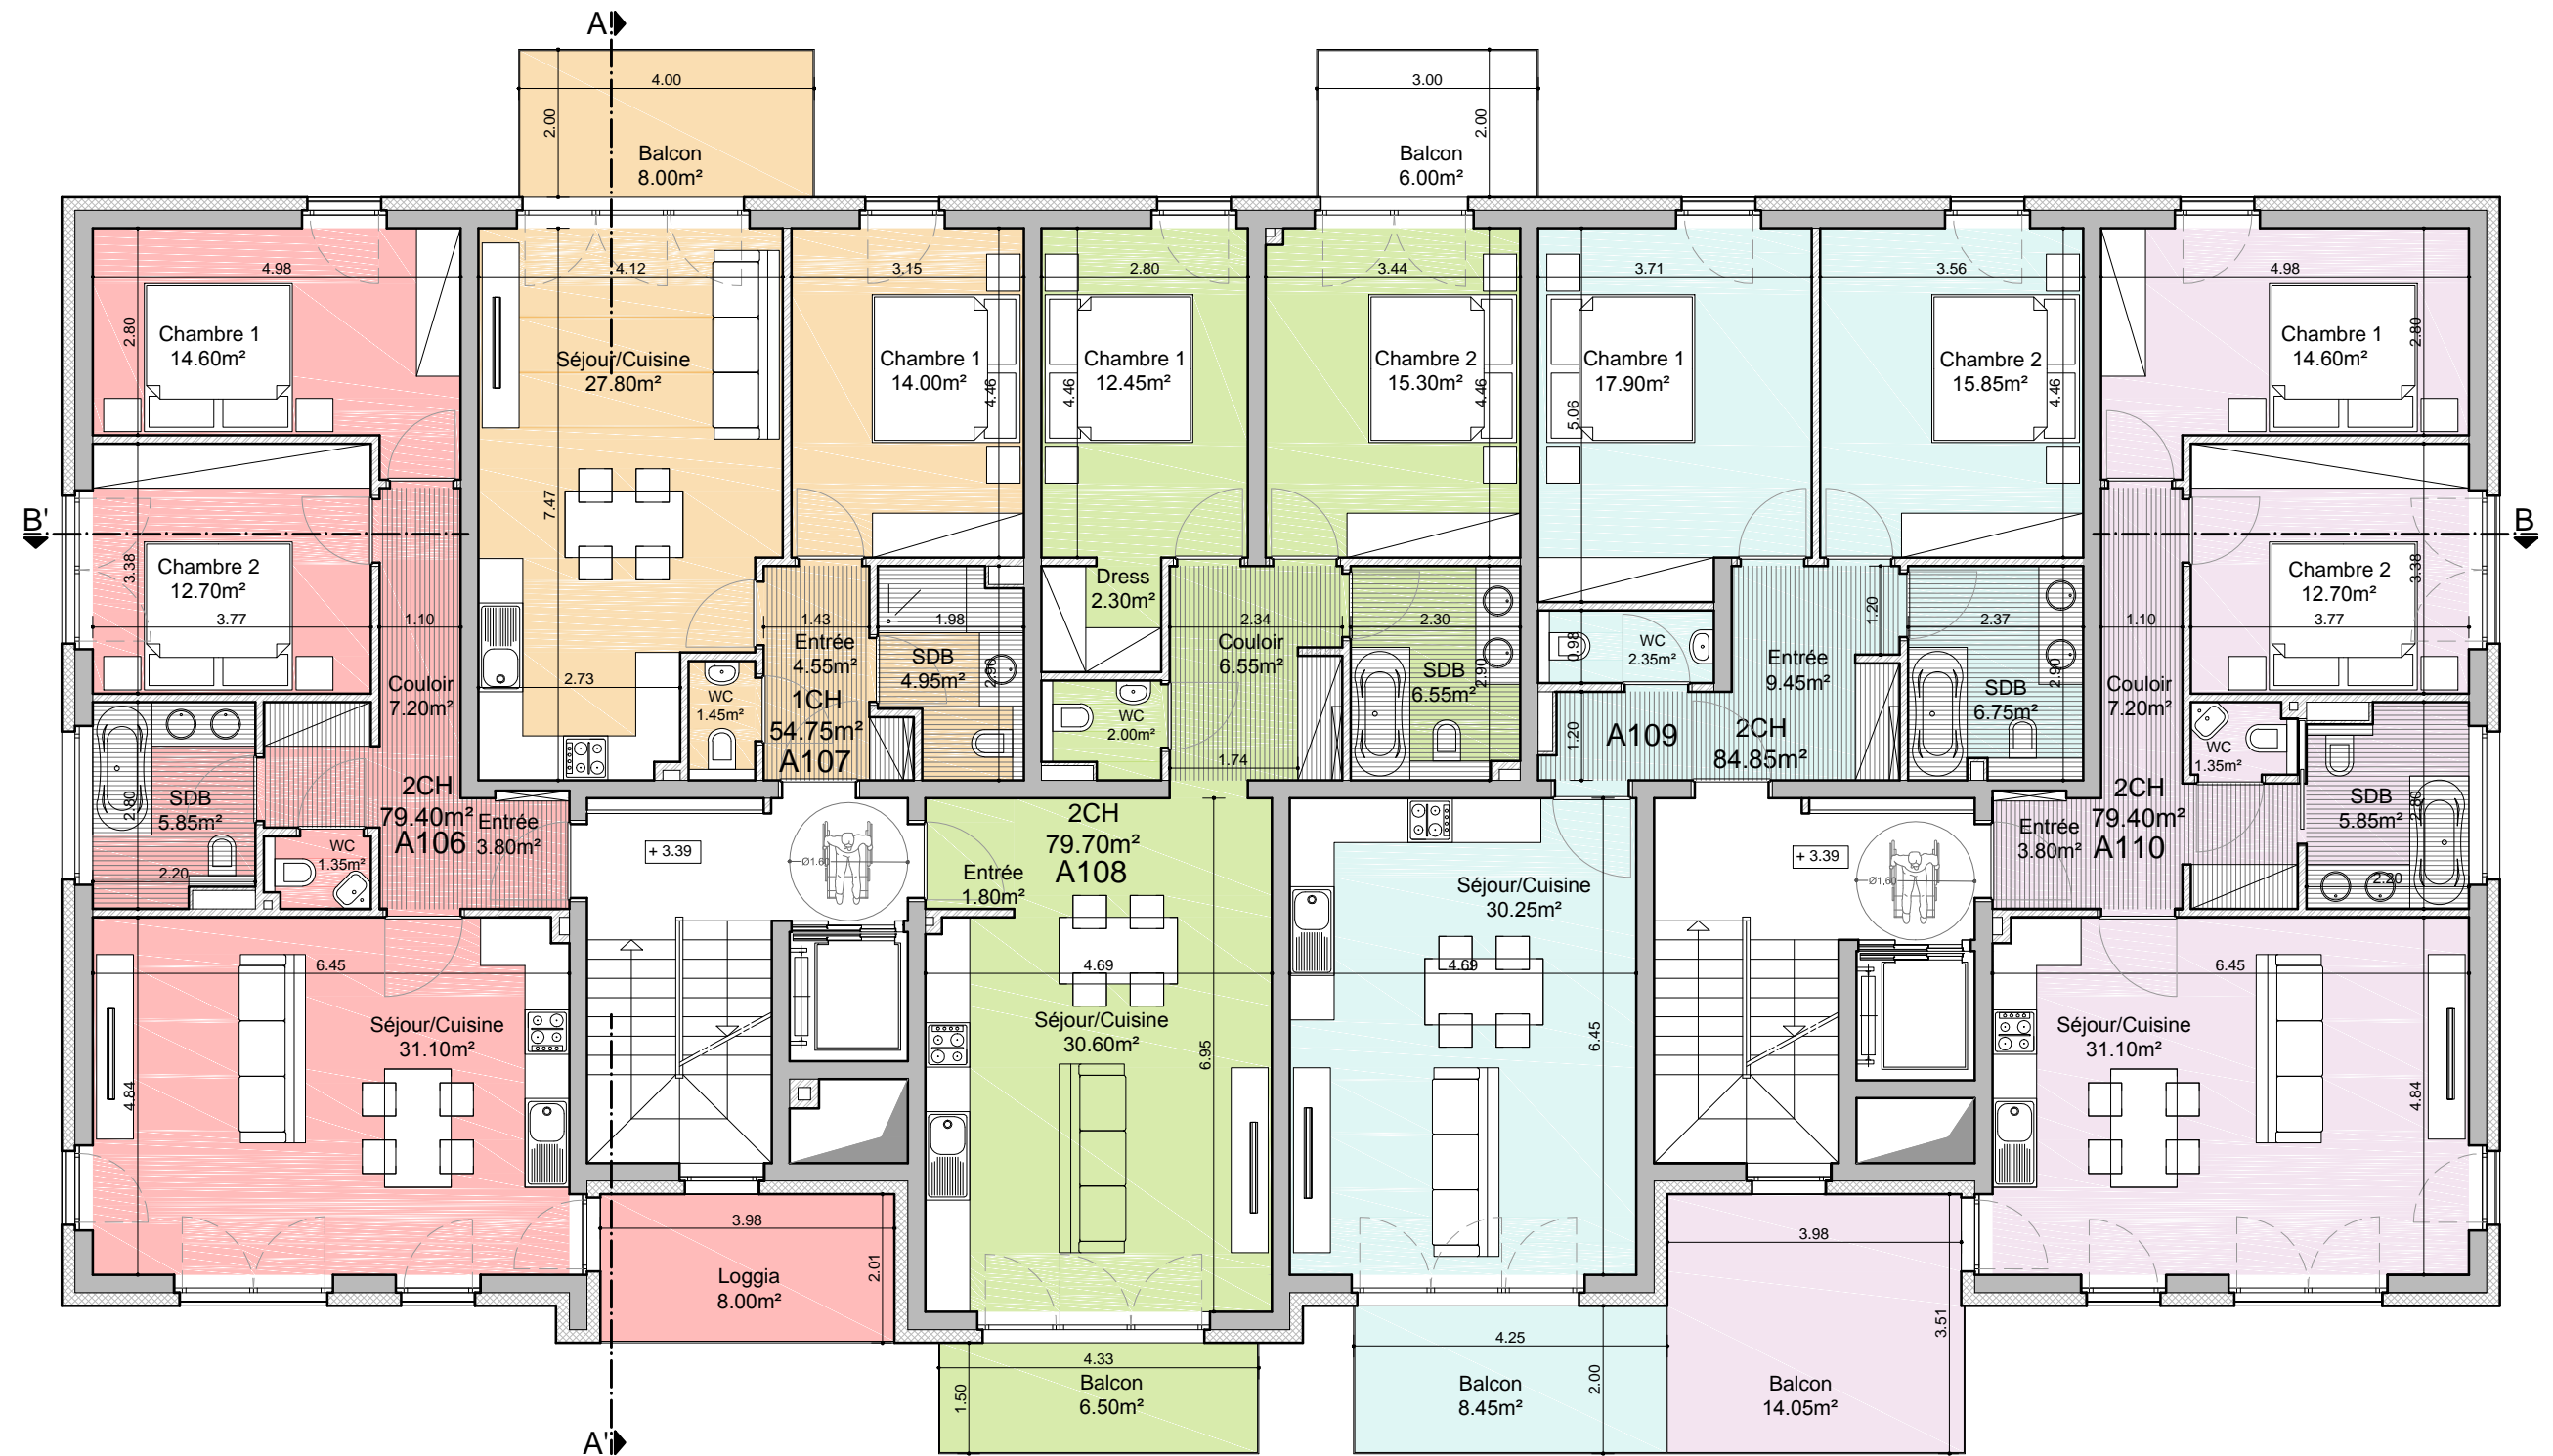 A
4.00
2.00
Balcon
8.00m²
3.00
2.00
Balcon
6.00m²
4.98
2.80
Chambre 1
14.60m²
4.12
Séjour/Cuisine
27.80m²
7.47
3.15
Chambre 1
14.00m²
4.46
2.80
Chambre 1
12.45m²
4.46
3.44
Chambre 2
15.30m²
4.46
3.71
Chambre 1
17.90m²
5.06
3.56
Chambre 2
15.85m²
4.46
4.98
Chambre 1
14.60m²
2.80
B'
B
3.38
Chambre 2
12.70m²
3.77
1.10
Couloir
7.20m²
2.73
WC
1.45m²
1.43
Entrée
4.55m²
1CH
54.75m²
A107
1.98
SDB
4.95m²
2.90
Dress
2.30m²
WC
2.00m²
2.34
Couloir
6.55m²
1.74
2.30
SDB
6.55m²
2.90
0.98
WC
2.35m²
1.20
A109
Entrée
9.45m²
1.20
2CH
84.85m²
2.37
SDB
6.75m²
2.90
1.10
Couloir
7.20m²
Chambre 2
12.70m²
3.38
3.77
WC
1.35m²
SDB
5.85m²
2.80
2.20
2.80
SDB
5.85m²
2.20
WC
1.35m²
2CH
79.40m²
A106
Entrée
3.80m²
+ 3.39
Ø1.60
Entrée
1.80m²
2CH
79.70m²
A108
+ 3.39
Ø1.60
Entrée
3.80m²
2CH
79.40m²
A110
6.45
Séjour/Cuisine
31.10m²
4.84
4.69
Séjour/Cuisine
30.60m²
6.95
Séjour/Cuisine
30.25m²
4.69
6.45
6.45
Séjour/Cuisine
31.10m²
4.84
3.98
2.01
Loggia
8.00m²
4.33
1.50
Balcon
6.50m²
4.25
2.00
Balcon
8.45m²
3.98
3.51
Balcon
14.05m²
A'